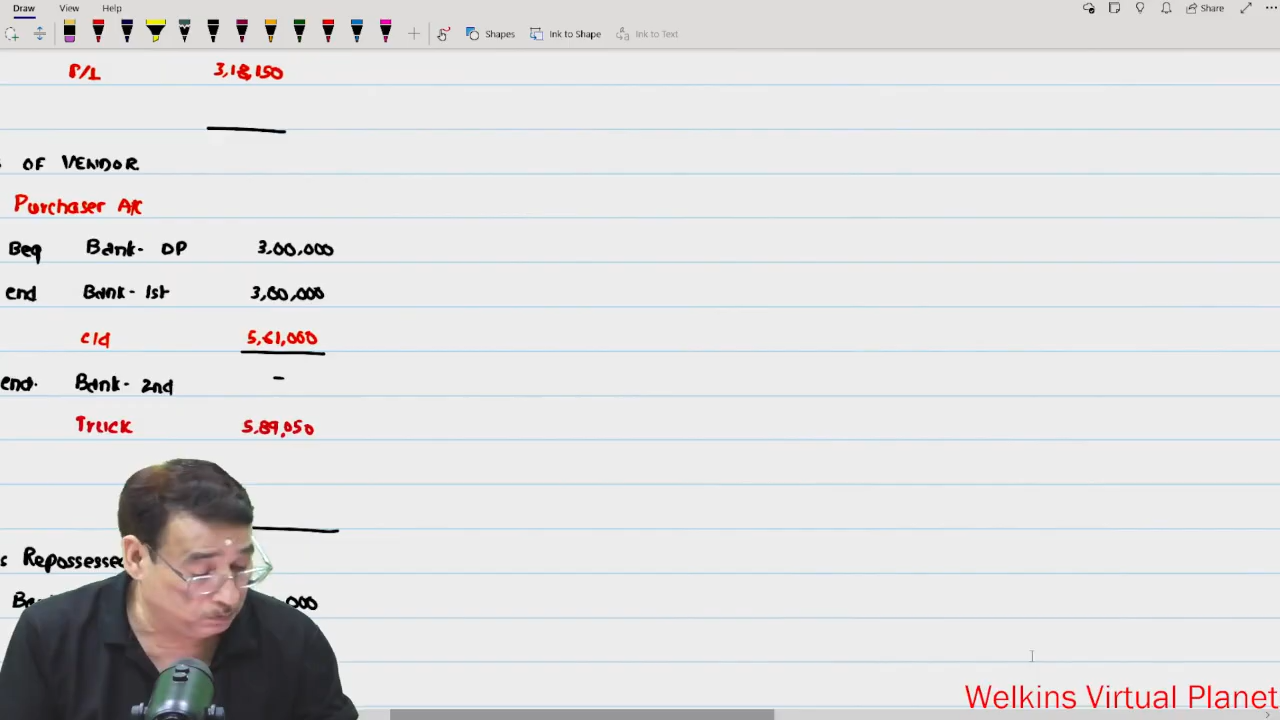 Draw View Help
Shapes Ink to Shape Ink to Text Share
P/L 3,18,150
OF VENDOR
Purchaser A/C
Beg Bank- DP 3,00,000
end Bank- 1st 3,60,000
c/d 5,61,000
end. Bank- 2nd -
Truck 5,89,050
Repossessed
000
Welkins Virtual Planet